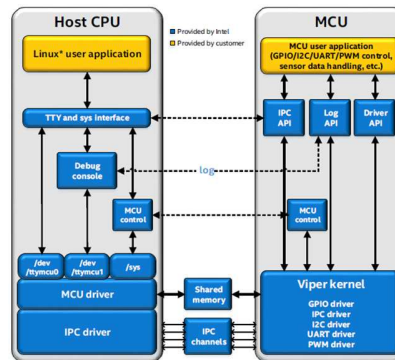 Host CPU
Provided by Intel
Provided by customer
MCU
Linux* user application
MCU user application
(GPIO/I2C/UART/PWM control,
sensor data handling, etc.)
TTY and sys interface
IPC
API
Log
API
Driver
API
Debug
console
log
MCU
control
MCU
control
/dev
/ttymcu0
/dev
/ttymcu1
/sys
MCU driver
Shared
memory
Viper kernel
GPIO driver
IPC driver
I2C driver
UART driver
PWM driver
IPC driver
IPC
channels